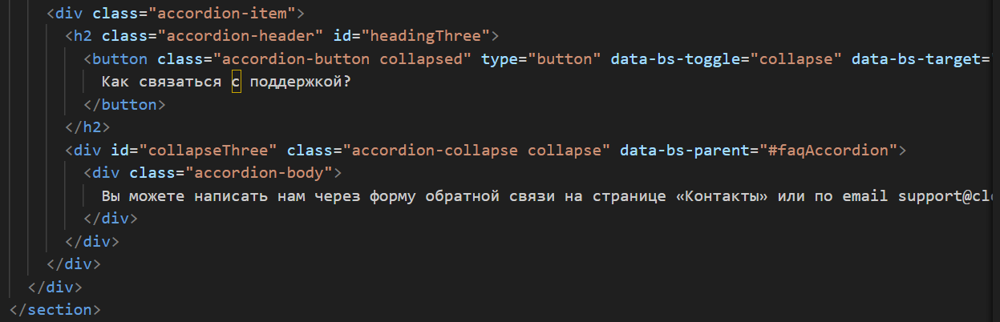 <div class="accordion-item">
<h2 class="accordion-header" id="headingThree">
<button class="accordion-button collapsed" type="button" data-bs-toggle="collapse" data-bs-target=
Как связаться с поддержкой?
</button>
</h2>
<div id="collapseThree" class="accordion-collapse collapse" data-bs-parent="#faqAccordion">
<div class="accordion-body">
Вы можете написать нам через форму обратной связи на странице «Контакты» или по email support@cl
</div>
</div>
</div>
</div>
</section>